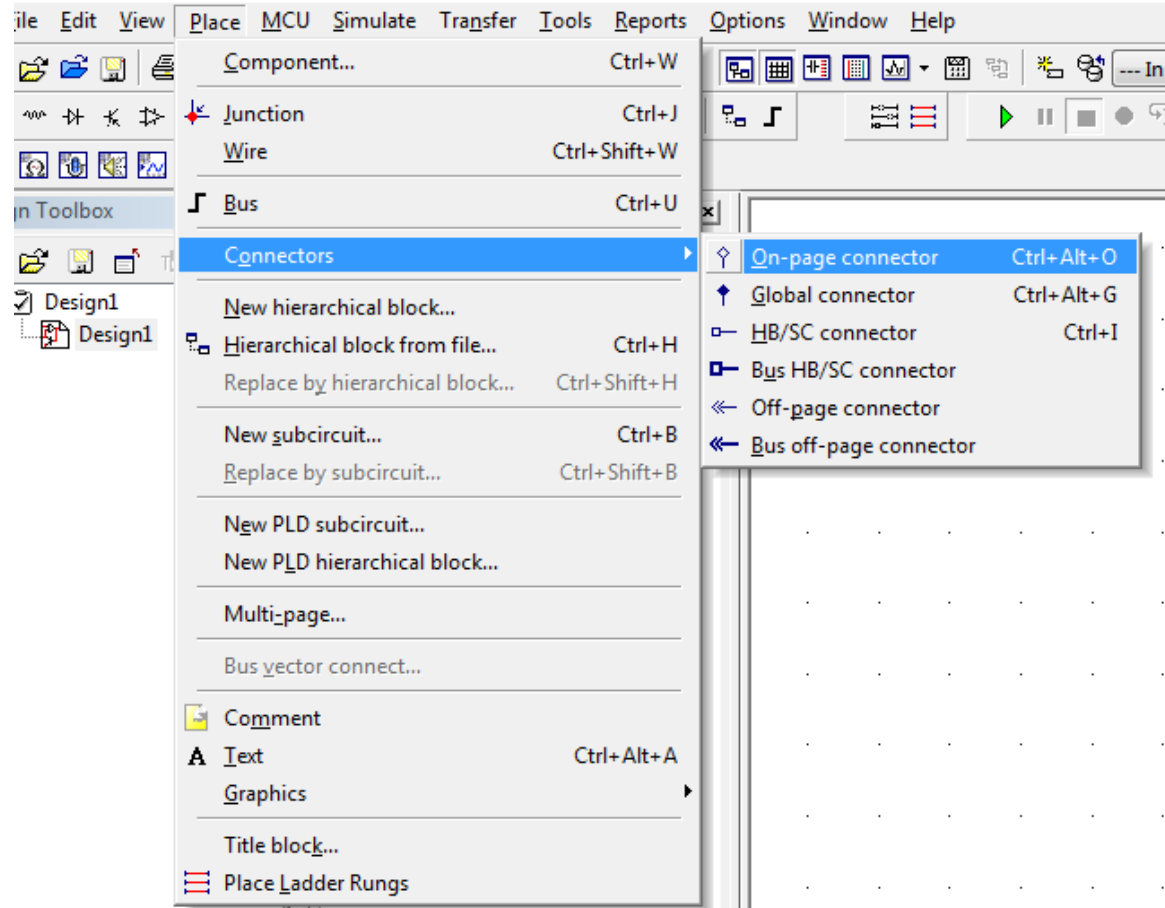 ile Edit View Place MCU Simulate Transfer Tools Reports Options Window Help
--- In
Component... Ctrl+W
Junction Ctrl+J
Wire Ctrl+Shift+W
Bus Ctrl+U
Connectors
New hierarchical block...
Hierarchical block from file... Ctrl+H
Replace by hierarchical block... Ctrl+Shift+H
New subcircuit... Ctrl+B
Replace by subcircuit... Ctrl+Shift+B
New PLD subcircuit...
New PLD hierarchical block...
Multi-page...
Bus vector connect...
Comment
A Text Ctrl+Alt+A
Graphics
Title block...
Place Ladder Rungs
gn Toolbox
Design1
Design1
On-page connector Ctrl+Alt+O
Global connector Ctrl+Alt+G
HB/SC connector Ctrl+I
Bus HB/SC connector
Off-page connector
Bus off-page connector